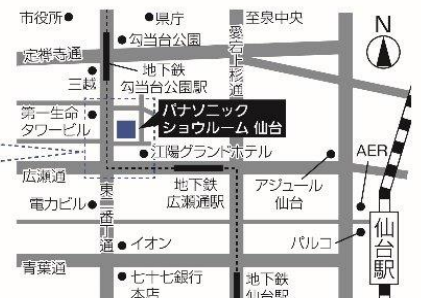 市役所
県庁
至泉中央
N
勾当台公園
定禅寺通
愛宕上杉通
地下鉄
勾当台公園駅
三越
パナソニック
ショウルーム 仙台
第一生命
タワービル
江陽グランドホテル
AER
広瀬通
地下鉄
広瀬通駅
アジュール
仙台
電力ビル
東二番丁通
イオン
パルコ
仙台駅
青葉通
七十七銀行
本店
地下鉄
仙台駅